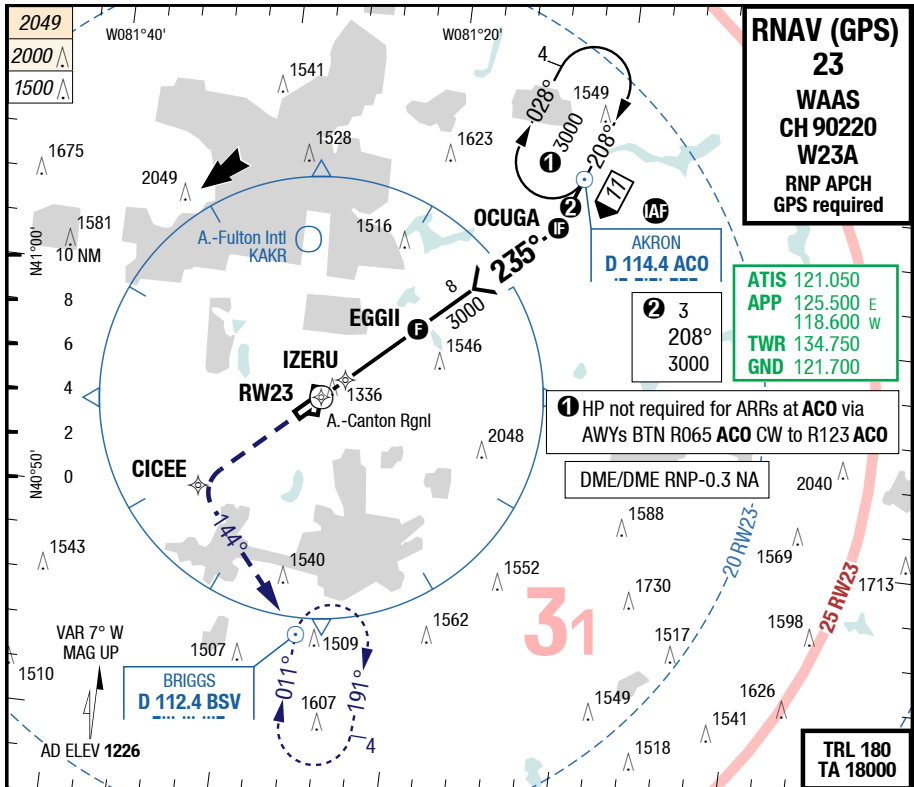 2049
2000
1500
W081°40'
W081°20'
RNAV (GPS)
23
WAAS
CH 90220
W23A
RNP APCH
GPS required
1541
4
028°
3000
1
208°
1549
1675
1528
1623
2049
11
IAF
OCUGA
2
IF
1581
1516
N41°00'
10 NM
A.-Fulton Intl
KAKR
235°
AKRON
D 114.4 ACO
ATIS 121.050
APP 125.500 E
118.600 W
TWR 134.750
GND 121.700
8
8
3000
2 3
208°
3000
EGGII
F
6
1546
IZERU
4
RW23
1336
A.-Canton Rgnl
1 HP not required for ARRs at ACO via
AWYs BTN R065 ACO CW to R123 ACO
2
2048
DME/DME RNP-0.3 NA
CICEE
0
N40°50'
2040
144°
1588
20 RW23
1569
1543
1540
1552
1713
1730
31
25 RW23
VAR 7° W
MAG UP
1507
1509
1562
1517
1598
1510
BRIGGS
D 112.4 BSV
011°
191°
1607
1549
1626
4
1541
AD ELEV 1226
1518
TRL 180
TA 18000